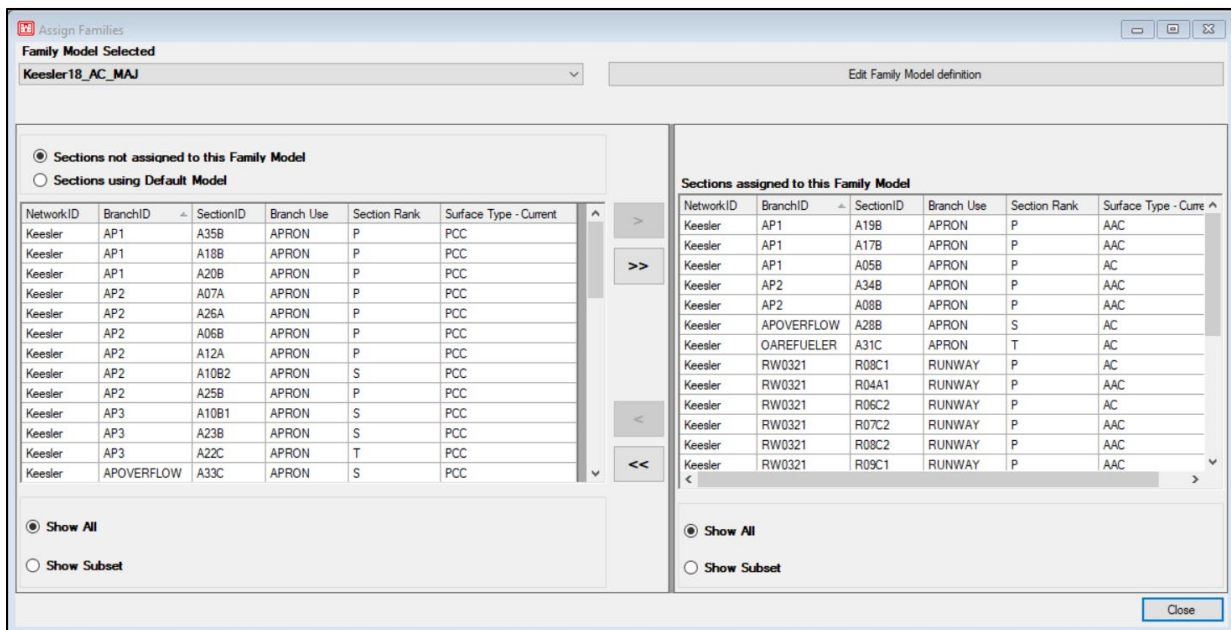 Assign Families
Family Model Selected
Keesler18_AC_MAJ
Edit Family Model definition
Sections not assigned to this Family Model
Sections using Default Model
NetworkID BranchID SectionID Branch Use Section Rank Surface Type - Current
Keesler AP1 A35B APRON P PCC
Keesler AP1 A18B APRON P PCC
Keesler AP1 A20B APRON P PCC
Keesler AP2 A07A APRON P PCC
Keesler AP2 A26A APRON P PCC
Keesler AP2 A06B APRON P PCC
Keesler AP2 A12A APRON P PCC
Keesler AP2 A10B2 APRON S PCC
Keesler AP2 A25B APRON P PCC
Keesler AP3 A10B1 APRON S PCC
Keesler AP3 A23B APRON S PCC
Keesler AP3 A22C APRON T PCC
Keesler APOVERFLOW A33C APRON S PCC
Show All
Show Subset
>
>>
<
<<
Sections assigned to this Family Model
NetworkID BranchID SectionID Branch Use Section Rank Surface Type - Curre
Keesler AP1 A19B APRON P AAC
Keesler AP1 A17B APRON P AAC
Keesler AP1 A05B APRON P AC
Keesler AP2 A34B APRON P AAC
Keesler AP2 A08B APRON P AAC
Keesler APOVERFLOW A28B APRON S AC
Keesler OAREFUELER A31C APRON T AC
Keesler RW0321 R08C1 RUNWAY P AC
Keesler RW0321 R04A1 RUNWAY P AAC
Keesler RW0321 R06C2 RUNWAY P AC
Keesler RW0321 R07C2 RUNWAY P AAC
Keesler RW0321 R08C2 RUNWAY P AAC
Keesler RW0321 R09C1 RUNWAY P AAC
Show All
Show Subset
Close